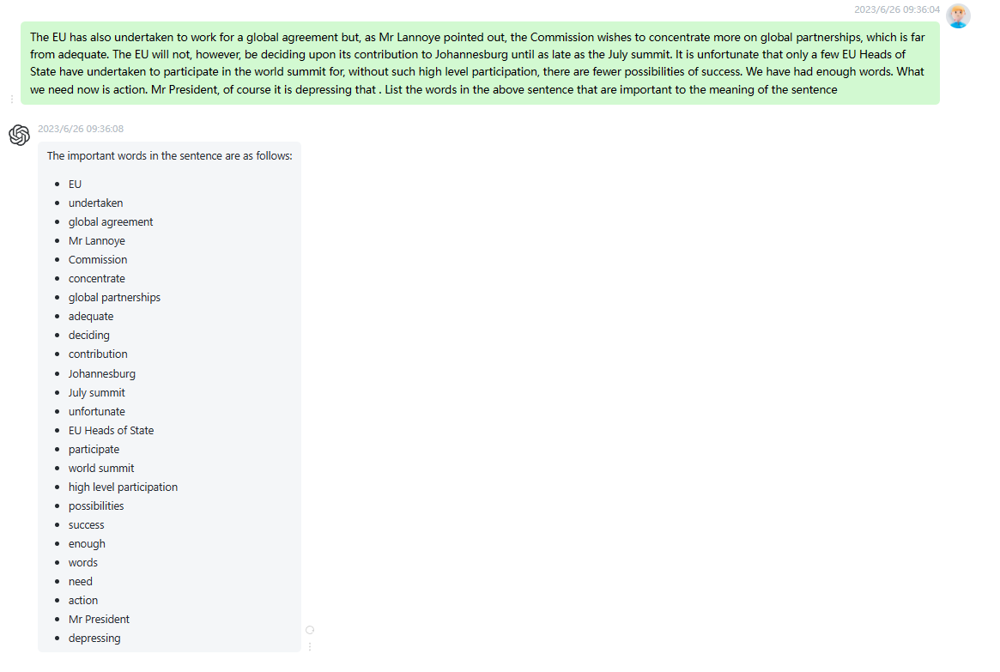 2023/6/26 09:36:04
The EU has also undertaken to work for a global agreement but, as Mr Lannoye pointed out, the Commission wishes to concentrate more on global partnerships, which is far
from adequate. The EU will not, however, be deciding upon its contribution to Johannesburg until as late as the July summit. It is unfortunate that only a few EU Heads of
State have undertaken to participate in the world summit for, without such high level participation, there are fewer possibilities of success. We have had enough words. What
we need now is action. Mr President, of course it is depressing that . List the words in the above sentence that are important to the meaning of the sentence
2023/6/26 09:36:08
The important words in the sentence are as follows:
• EU
• undertaken
• global agreement
• Mr Lannoye
• Commission
• concentrate
• global partnerships
• adequate
• deciding
• contribution
• Johannesburg
• July summit
• unfortunate
• EU Heads of State
• participate
• world summit
• high level participation
• possibilities
• success
• enough
• words
• need
• action
• Mr President
• depressing